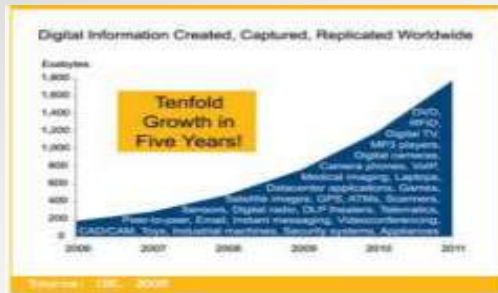 Digital Information Created, Captured, Replicated Worldwide
Exabytes
1,800
1,600
1,400
1,200
1,000
800
600
400
200
0
Tenfold
Growth in
Five Years!
DVD,
RFID,
Digital TV,
MP3 players,
Digital cameras,
Camera phones, VoIP,
Medical imaging, Laptops,
Datacenter applications, Games,
Satellite images, GPS, ATMs, Scanners,
Sensors, Digital radio, DLP theaters, Telematics,
Peer-to-peer, Email, Instant messaging, Videoconferencing,
CAD/CAM, Toys, Industrial machines, Security systems, Appliances
2006 2007 2008 2009 2010 2011
Source: IDC, 2008